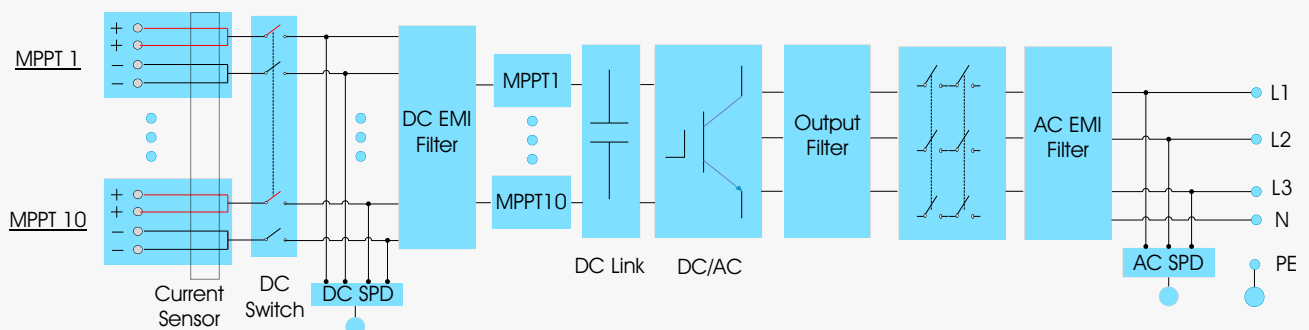 MPPT 1
+
+
–
–
MPPT 10
+
+
–
–
Current
Sensor
DC
Switch
DC SPD
DC EMI
Filter
MPPT1
MPPT10
DC Link
DC/AC
Output
Filter
AC EMI
Filter
AC SPD
L1
L2
L3
N
PE